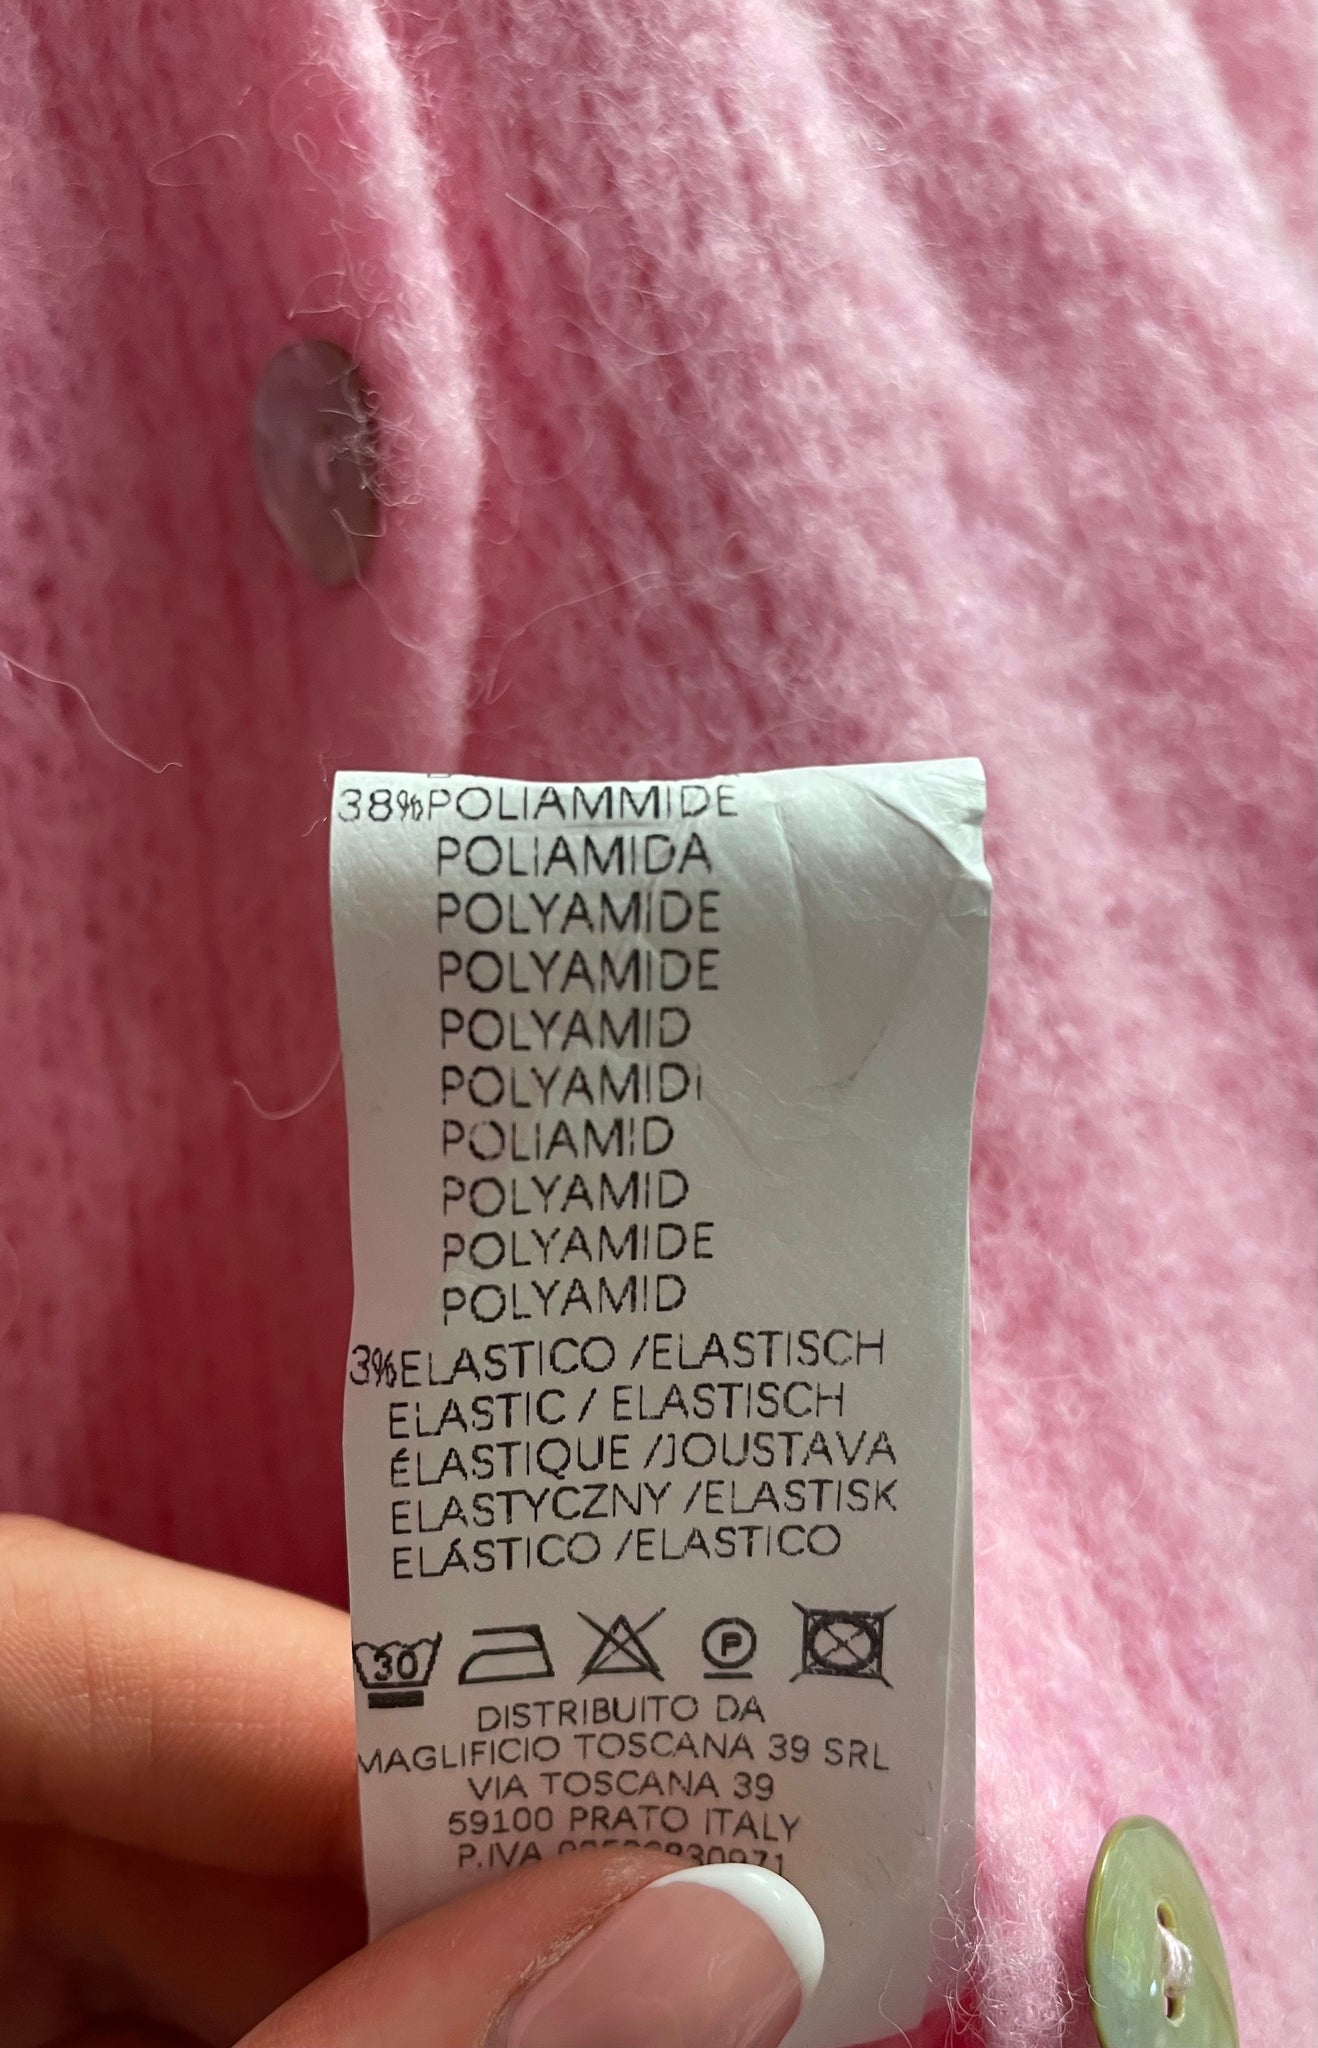 38%POLIAMMIDE
POLIAMIDA
POLYAMIDE
POLYAMIDE
POLYAMID
POLYAMIDi
POLIAMID
POLYAMID
POLYAMIDE
POLYAMID
3%ELASTICO /ELASTISCH
ELASTIC / ELASTISCH
ÉLASTIQUE /JOUSTAVA
ELASTYCZNY /ELASTISK
ELÁSTICO /ELASTICO
30 P
DISTRIBUITO DA
MAGLIFICIO TOSCANA 39 SRL
VIA TOSCANA 39
59100 PRATO ITALY
P.IVA